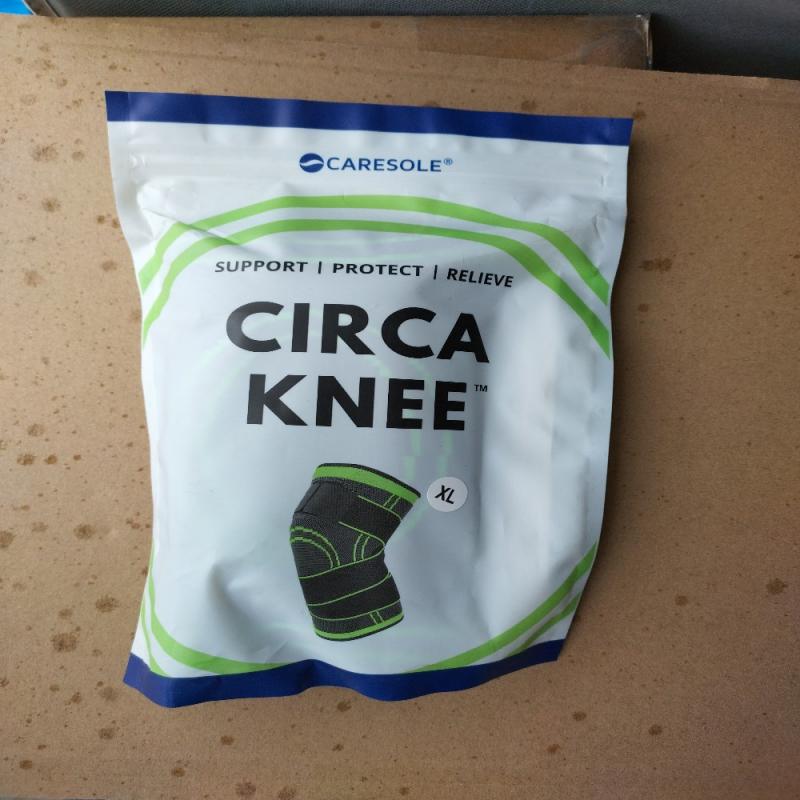 CARESOLE®
SUPPORT | PROTECT | RELIEVE
CIRCA
KNEE™
XL